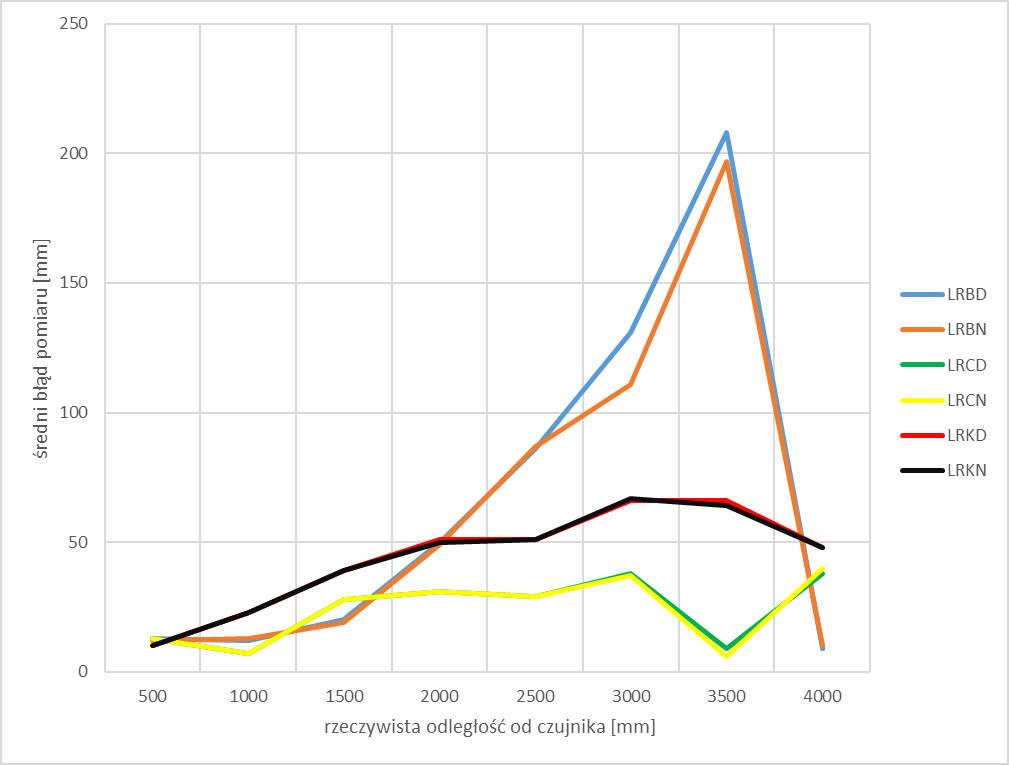 250
200
150
100
50
0
średni błąd pomiaru [mm]
500 1000 1500 2000 2500 3000 3500 4000
rzeczywista odległość od czujnika [mm]
LRBD
LRBN
LRCD
LRCN
LRKD
LRKN